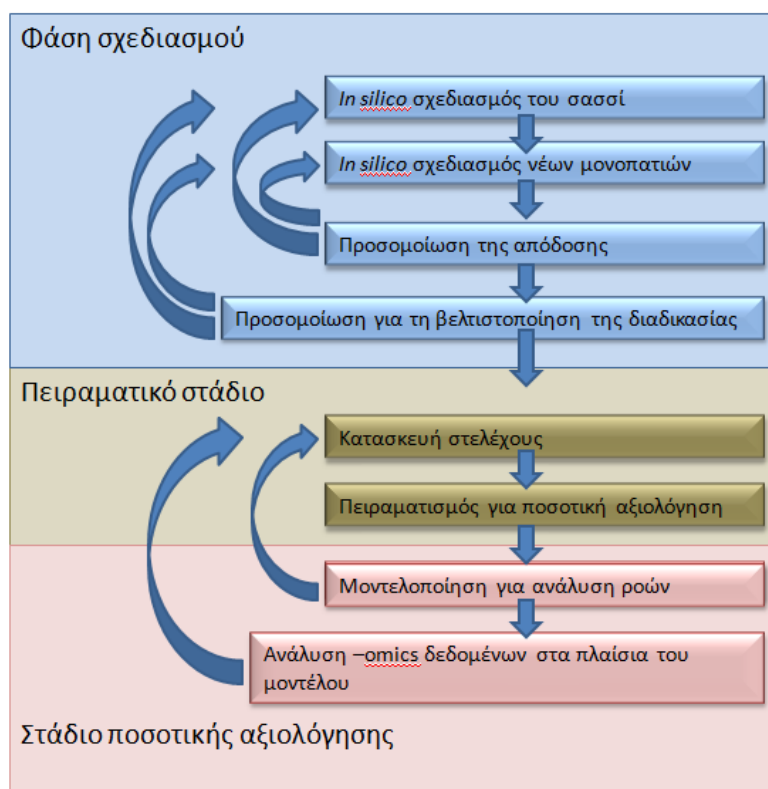 Φάση σχεδιασμού
In silico σχεδιασμός του σασσί
In silico σχεδιασμός νέων μονοπατιών
Προσομοίωση της απόδοσης
Προσομοίωση για τη βελτιστοποίηση της διαδικασίας
Πειραματικό στάδιο
Κατασκευή στελέχους
Πειραματισμός για ποσοτική αξιολόγηση
Μοντελοποίηση για ανάλυση ροών
Ανάλυση –omics δεδομένων στα πλαίσια του
μοντέλου
Στάδιο ποσοτικής αξιολόγησης